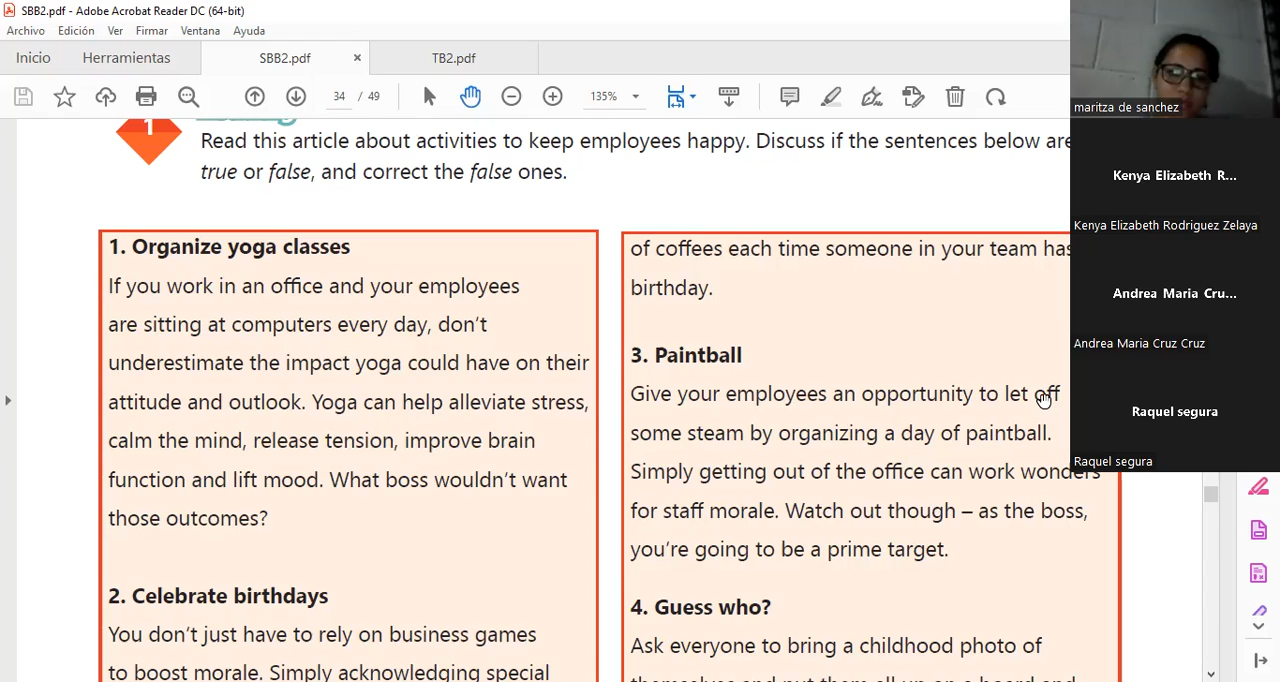 SBB2.pdf - Adobe Acrobat Reader DC (64-bit)
Archivo Edición Ver Firmar Ventana Ayuda
Inicio Herramientas SBB2.pdf × TB2.pdf
34 / 49 135%
1
Read this article about activities to keep employees happy. Discuss if the sentences below are
true or false, and correct the false ones.
1. Organize yoga classes
If you work in an office and your employees
are sitting at computers every day, don't
underestimate the impact yoga could have on their
attitude and outlook. Yoga can help alleviate stress,
calm the mind, release tension, improve brain
function and lift mood. What boss wouldn't want
those outcomes?
2. Celebrate birthdays
You don't just have to rely on business games
to boost morale. Simply acknowledging special
of coffees each time someone in your team has
birthday.
3. Paintball
Give your employees an opportunity to let off
some steam by organizing a day of paintball.
Simply getting out of the office can work wonders
for staff morale. Watch out though – as the boss,
you're going to be a prime target.
4. Guess who?
Ask everyone to bring a childhood photo of
themselves and put them all up on a board and
maritza de sanchez
Kenya Elizabeth R...
Kenya Elizabeth Rodriguez Zelaya
Andrea Maria Cru...
Andrea Maria Cruz Cruz
Raquel segura
Raquel segura